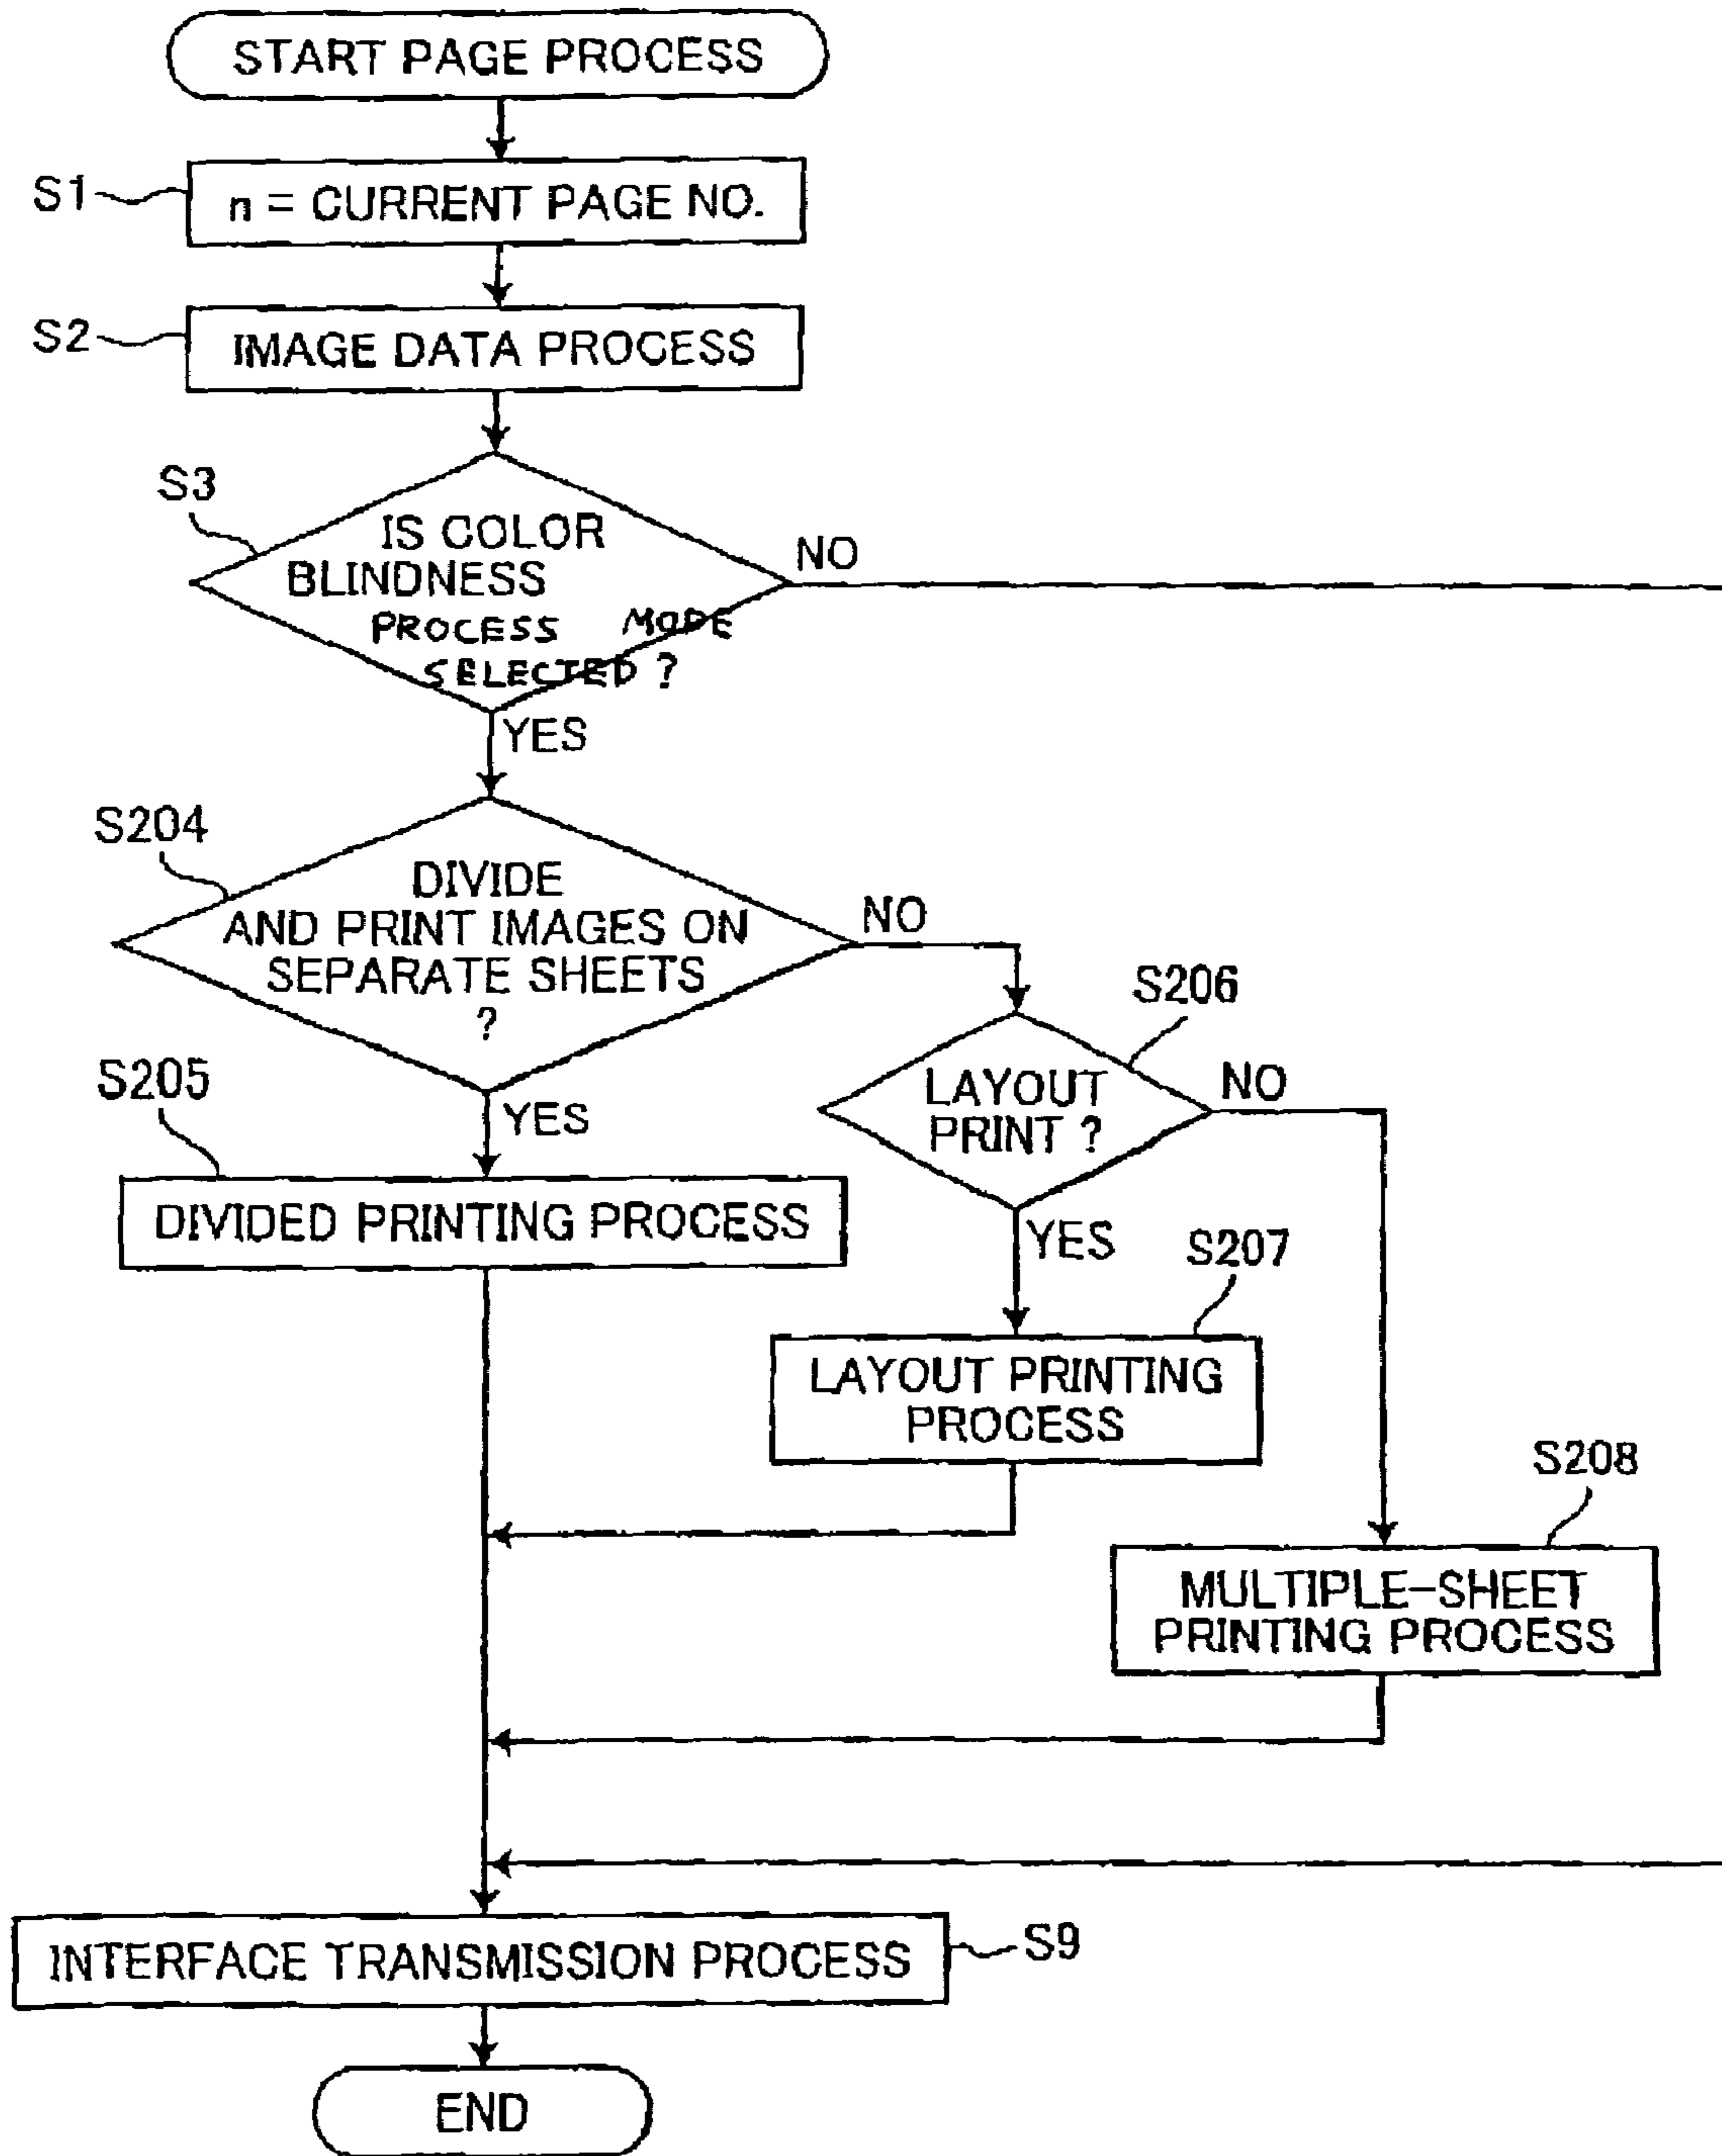 START PAGE PROCESS
S1
n = CURRENT PAGE NO.
S2
IMAGE DATA PROCESS
S3
IS COLOR
BLINDNESS
PROCESS MODE
SELECTED ?
NO
YES
S204
DIVIDE
AND PRINT IMAGES ON
SEPARATE SHEETS
?
NO
YES
S206
LAYOUT
PRINT ?
NO
YES
S205
DIVIDED PRINTING PROCESS
S207
LAYOUT PRINTING
PROCESS
S208
MULTIPLE-SHEET
PRINTING PROCESS
INTERFACE TRANSMISSION PROCESS
S9
END